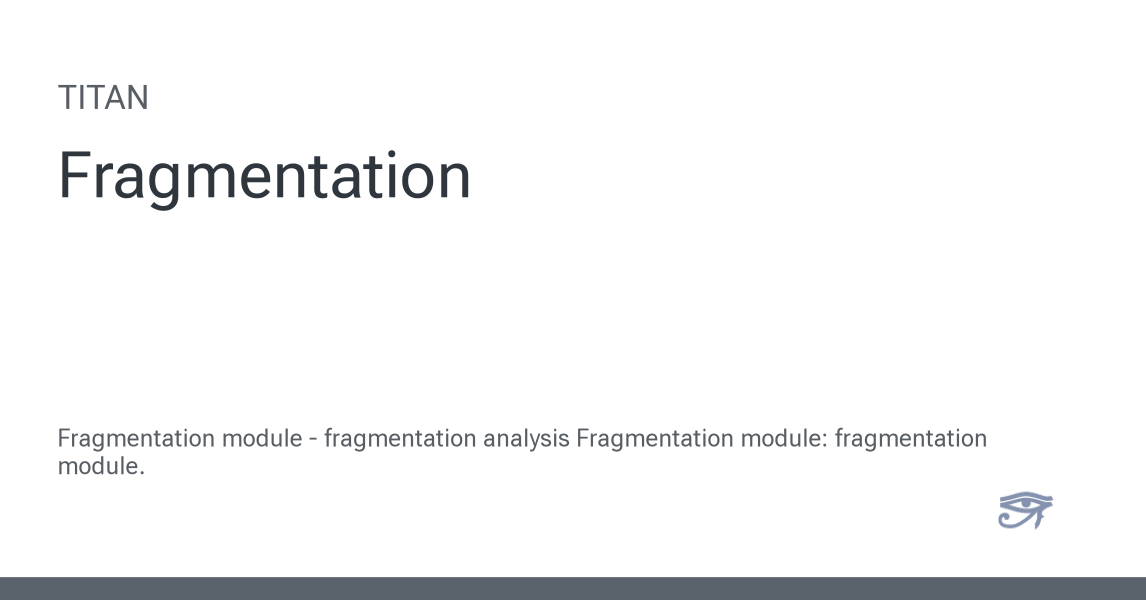 TITAN
Fragmentation
Fragmentation module - fragmentation analysis Fragmentation module: fragmentation
module.